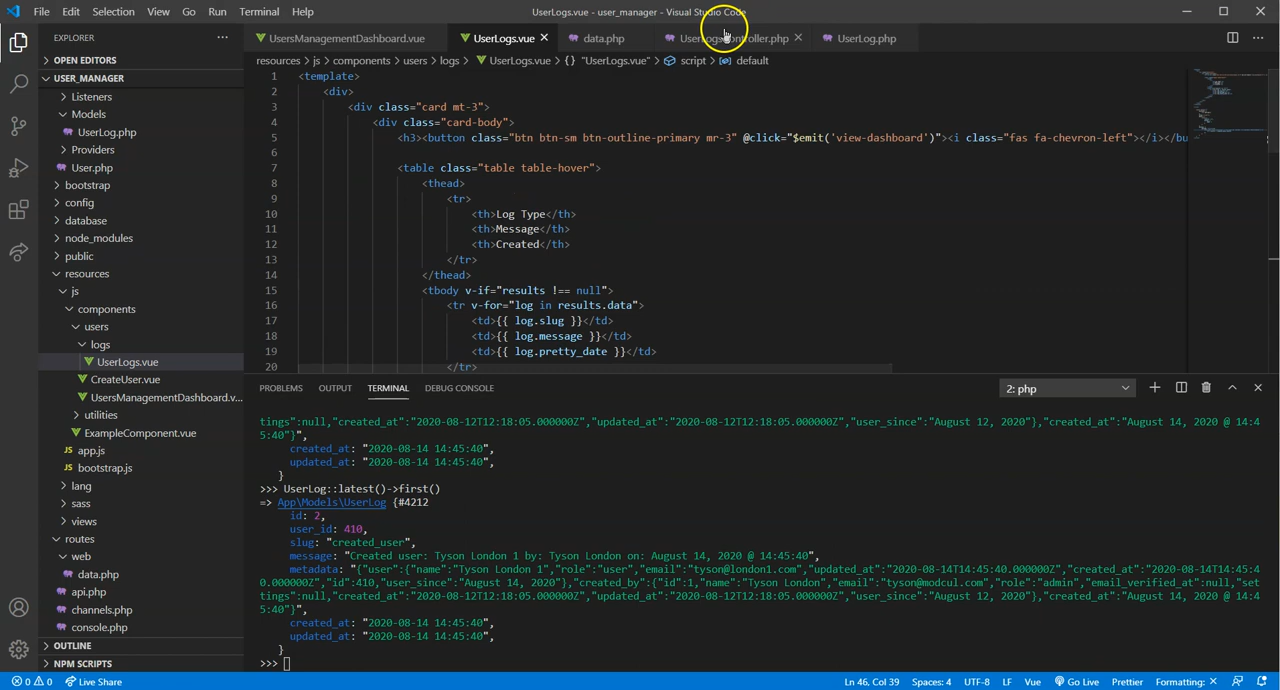 File Edit Selection View Go Run Terminal Help
UserLogs.vue - user_manager - Visual Studio Code
EXPLORER
OPEN EDITORS
USER_MANAGER
Listeners
Models
UserLog.php
Providers
User.php
bootstrap
config
database
node_modules
public
resources
js
components
users
logs
UserLogs.vue
CreateUser.vue
UsersManagementDashboard.v...
utilities
ExampleComponent.vue
JS app.js
JS bootstrap.js
lang
sass
views
routes
web
data.php
api.php
channels.php
console.php
OUTLINE
NPM SCRIPTS
UsersManagementDashboard.vue UserLogs.vue data.php UserLog.php
resources > js > components > users > logs > UserLogs.vue > {} "UserLogs.vue" > script > default
1 <template>
2 <div>
3 <div class="card mt-3">
4 <div class="card-body">
5 <h3><button class="btn btn-sm btn-outline-primary mr-3" @click="$emit('view-dashboard')"><i class="fas fa-chevron-left"></i></bu
6
7 <table class="table table-hover">
8 <thead>
9 <tr>
10 <th>Log Type</th>
11 <th>Message</th>
12 <th>Created</th>
13 </tr>
14 </thead>
15 <tbody v-if="results !== null">
16 <tr v-for="log in results.data">
17 <td>{{ log.slug }}</td>
18 <td>{{ log.message }}</td>
19 <td>{{ log.pretty_date }}</td>
20 </tr>
PROBLEMS OUTPUT TERMINAL DEBUG CONSOLE
2: php
tings":null,"created_at":"2020-08-12T12:18:05.000000Z","updated_at":"2020-08-12T12:18:05.000000Z","user_since":"August 12, 2020"},"created_at":"August 14, 2020 @ 14:4
5:40"}",
created_at: "2020-08-14 14:45:40",
updated_at: "2020-08-14 14:45:40",
}
>>> UserLog::latest()->first()
=> App\Models\UserLog {#4212
id: 2,
user_id: 410,
slug: "created_user",
message: "Created user: Tyson London 1 by: Tyson London on: August 14, 2020 @ 14:45:40",
metadata: "{"user":{"name":"Tyson London 1","role":"user","email":"tyson@london1.com","updated_at":"2020-08-14T14:45:40.000000Z","created_at":"2020-08-14T14:45:40
0.000000Z","id":410,"user_since":"August 14, 2020"},"created_by":{"id":1,"name":"Tyson London","email":"tyson@modcul.com","role":"admin","email_verified_at":null,"set
tings":null,"created_at":"2020-08-12T12:18:05.000000Z","updated_at":"2020-08-12T12:18:05.000000Z","user_since":"August 12, 2020"},"created_at":"August 14, 2020 @ 14:4
5:40"}",
created_at: "2020-08-14 14:45:40",
updated_at: "2020-08-14 14:45:40",
}
>>>
0 0 Live Share
Ln 46, Col 39 Spaces: 4 UTF-8 LF Vue Go Live Prettier Formatting: ×